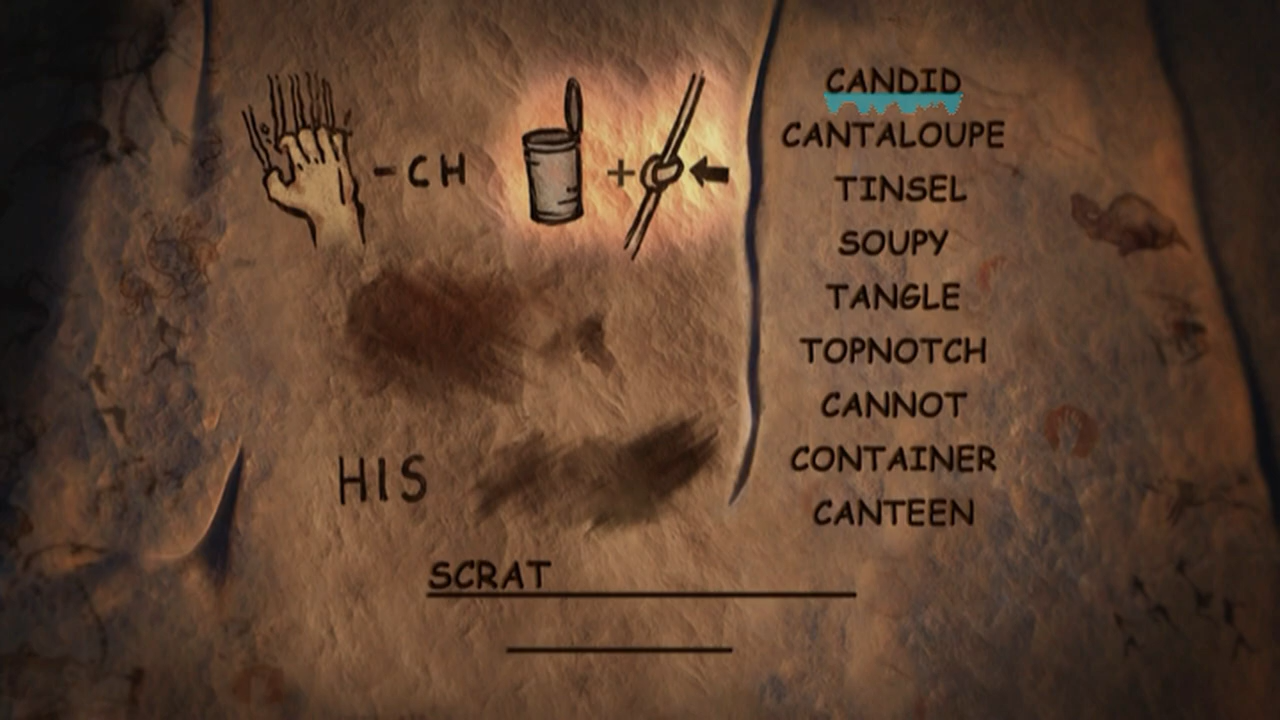 - CH
+
CANDID
CANTALOUPE
TINSEL
SOUPY
TANGLE
TOPNOTCH
CANNOT
CONTAINER
CANTEEN
HIS
SCRAT